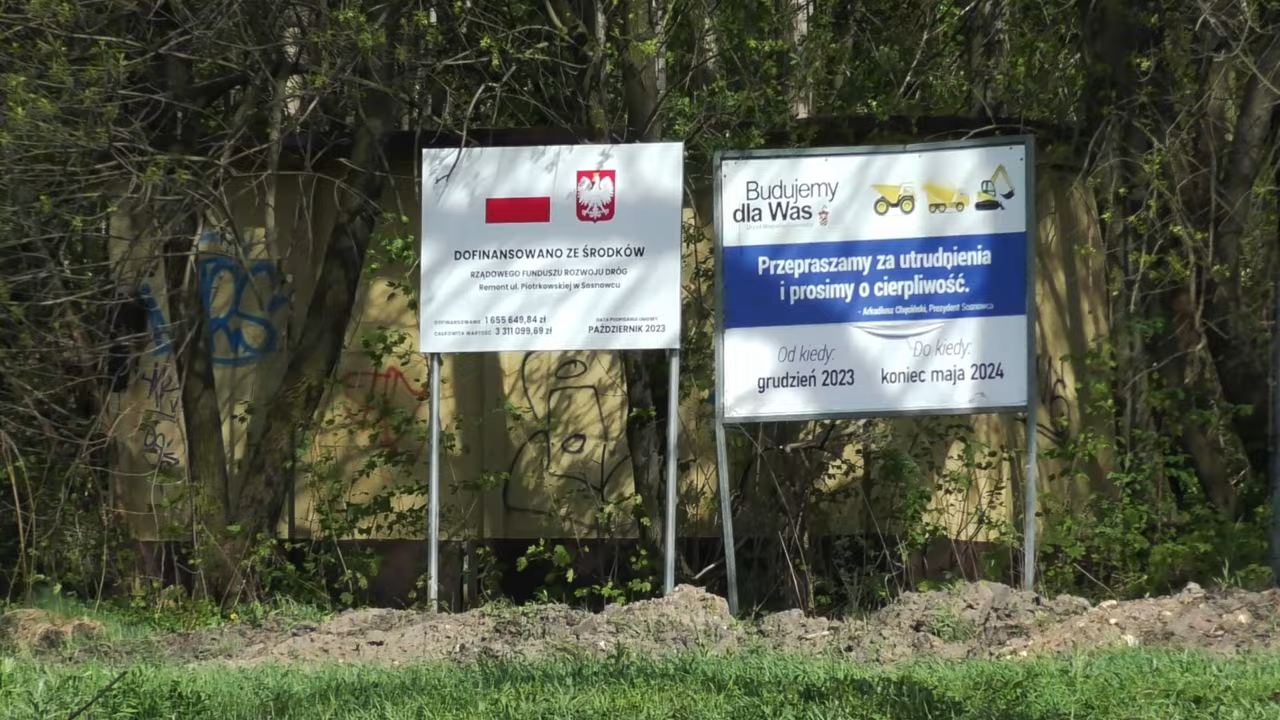 DOFINANSOWANO ZE ŚRODKÓW
RZĄDOWEGO FUNDUSZU ROZWOJU DRÓG
Remont ul. Piotrkowskiej w Sosnowcu
DOFINANSOWANIE 1 655 649,84 zł
CAŁKOWITA WARTOŚĆ 3 311 099,69 zł
DATA PODPISANIA UMOWY
PAŹDZIERNIK 2023
Budujemy
dla Was
Przepraszamy za utrudnienia
i prosimy o cierpliwość.
- Arkadiusz Chęciński, Prezydent Sosnowca
Od kiedy:
grudzień 2023
Do kiedy:
koniec maja 2024